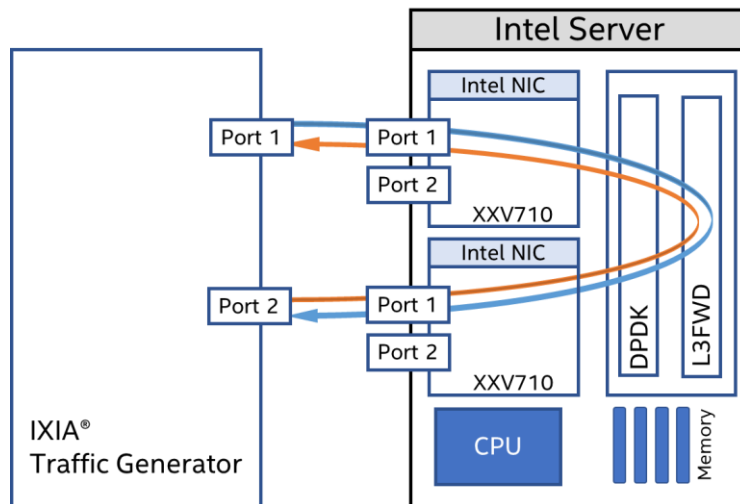 Intel Server
Intel NIC
Port 1
Port 1
Port 2
XXV710
Intel NIC
Port 2
Port 1
Port 2
XXV710
DPDK
L3FWD
IXIA®
Traffic Generator
CPU
Memory